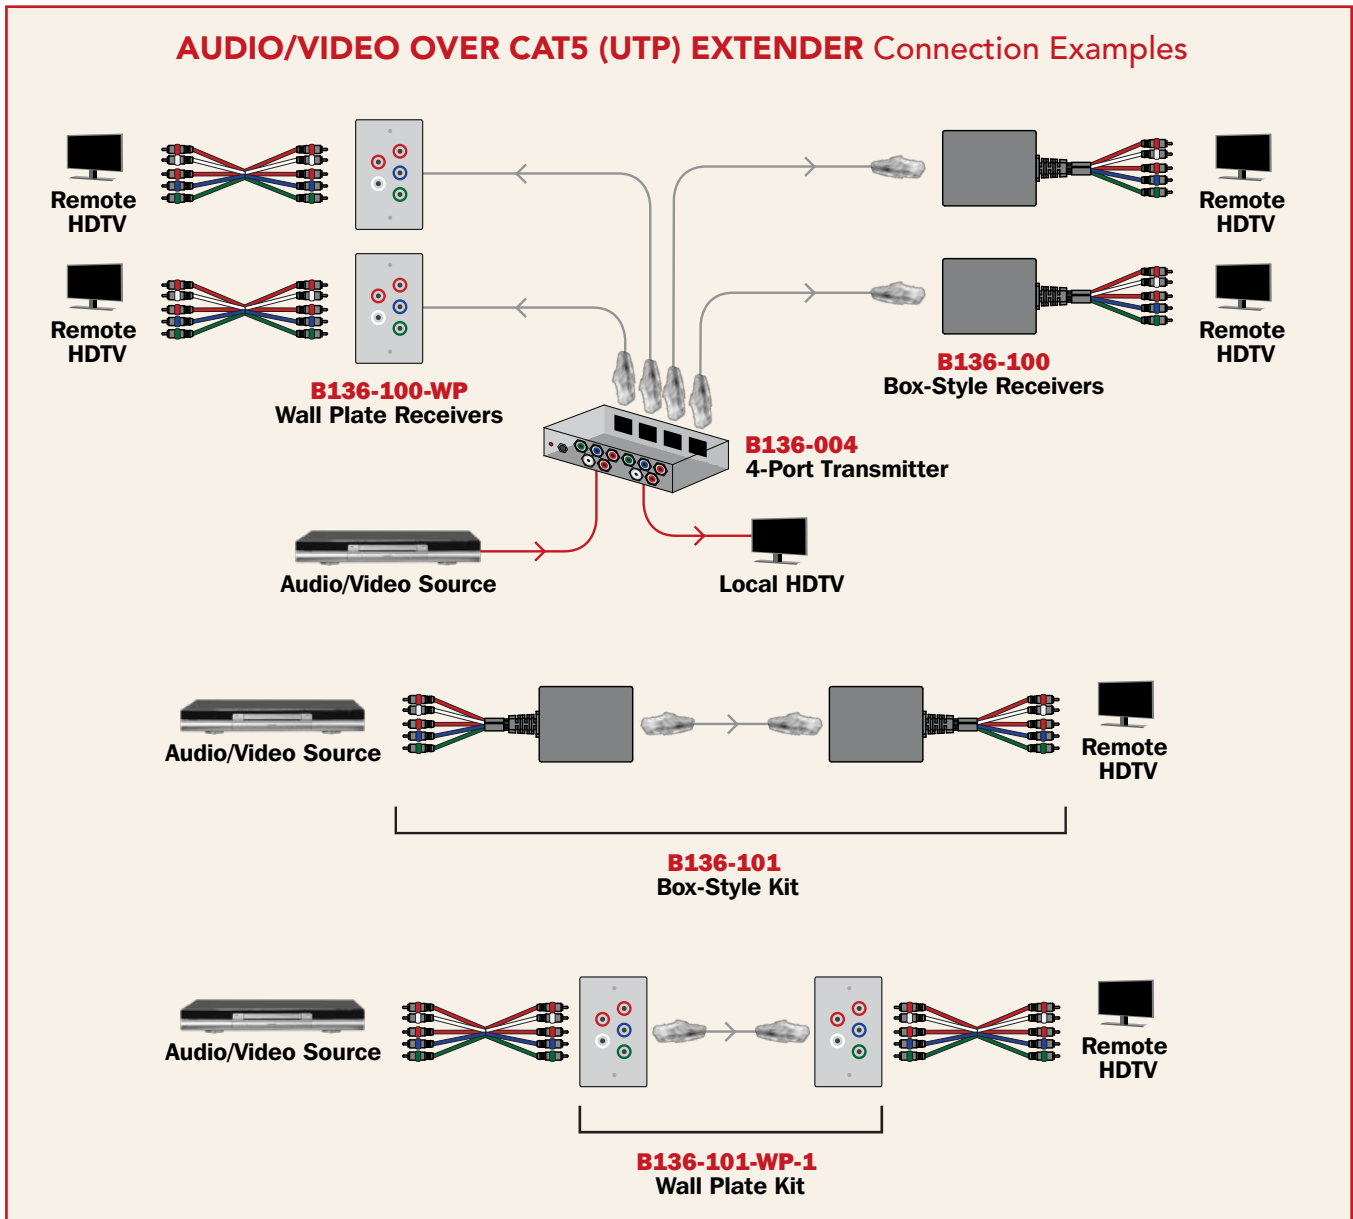 AUDIO/VIDEO OVER CAT5 (UTP) EXTENDER Connection Examples
Remote
HDTV
Remote
HDTV
Remote
HDTV
Remote
HDTV
B136-100-WP
Wall Plate Receivers
B136-100
Box-Style Receivers
B136-004
4-Port Transmitter
Audio/Video Source
Local HDTV
Audio/Video Source
Remote
HDTV
B136-101
Box-Style Kit
Audio/Video Source
Remote
HDTV
B136-101-WP-1
Wall Plate Kit